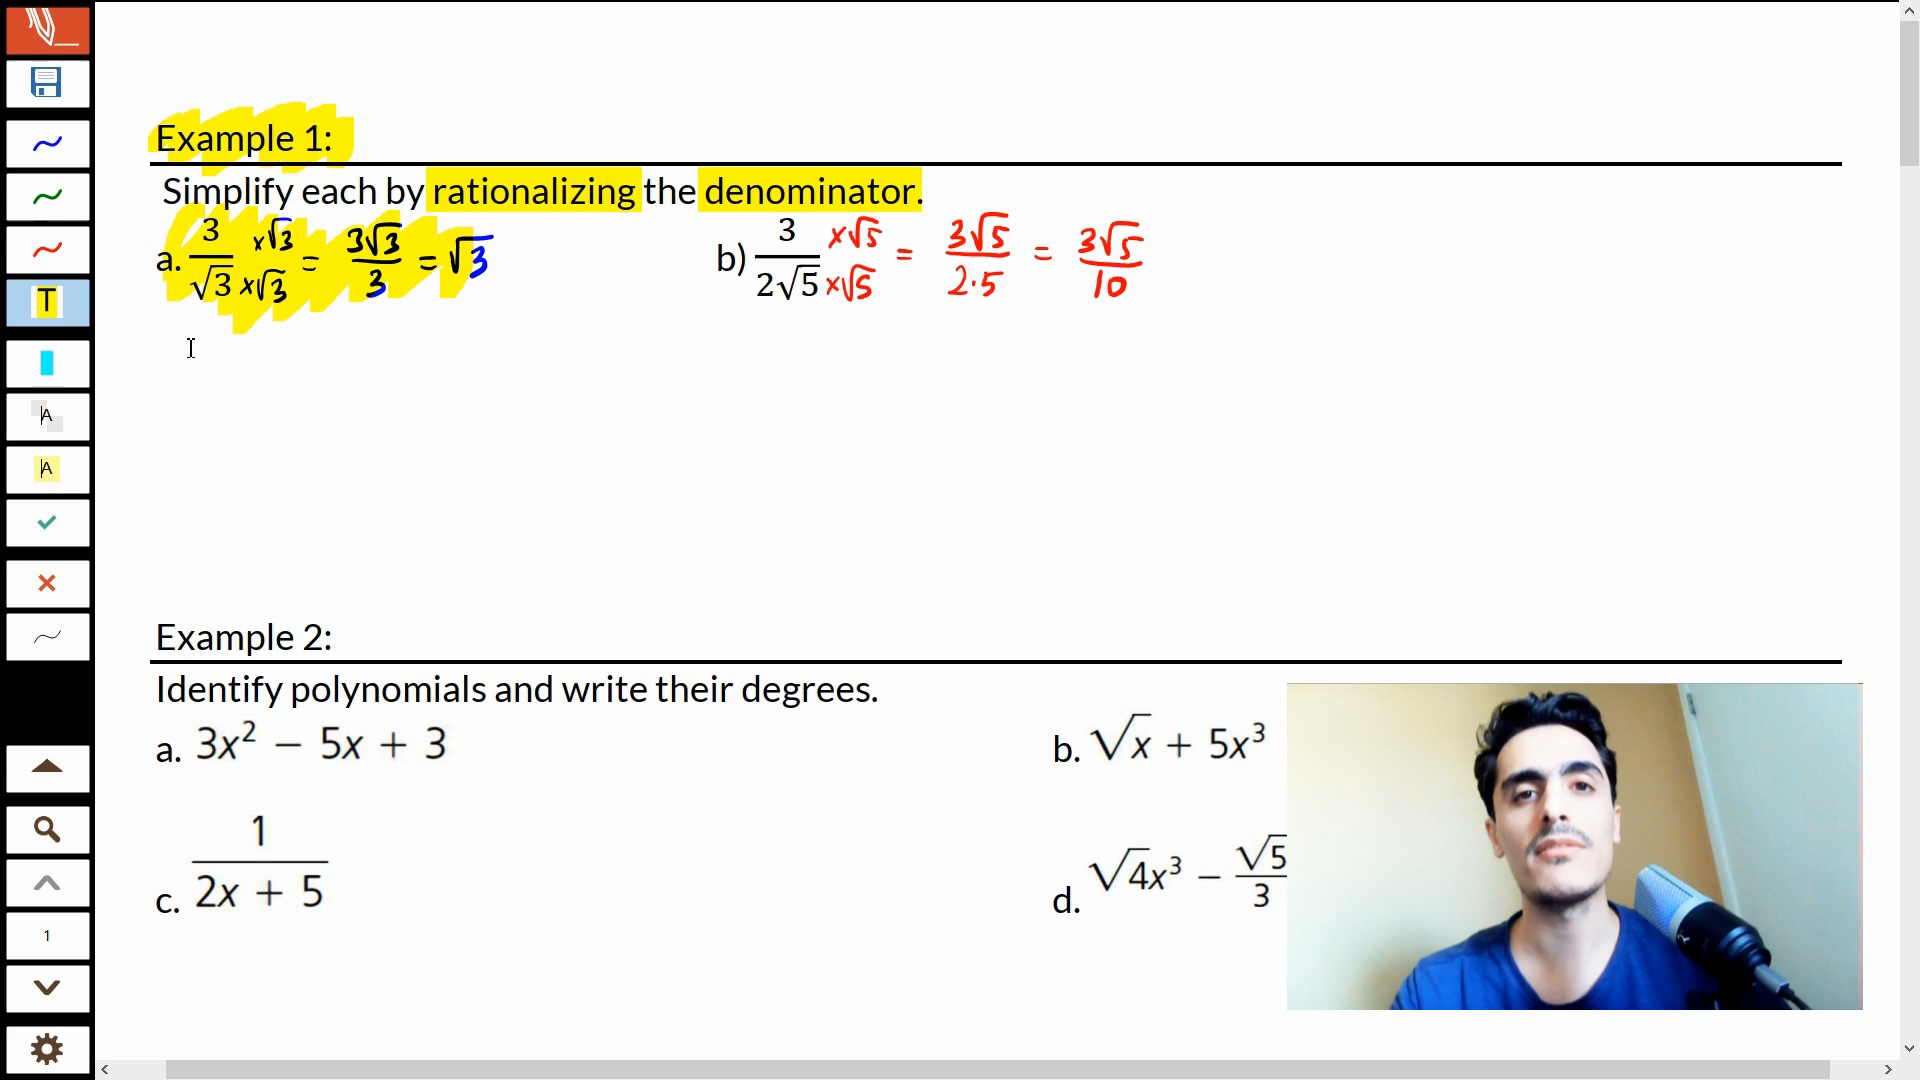 Example 1:
Simplify each by rationalizing the denominator.
a. 3/√3 ×√3/×√3 = 3√3/3 = √3
b) 3/2√5 ×√5/×√5 = 3√5/2·5 = 3√5/10
Example 2:
Identify polynomials and write their degrees.
a. 3x² − 5x + 3
b. √x + 5x³
c. 1/2x + 5
d. √4x³ − √5/3
T
A
A
1